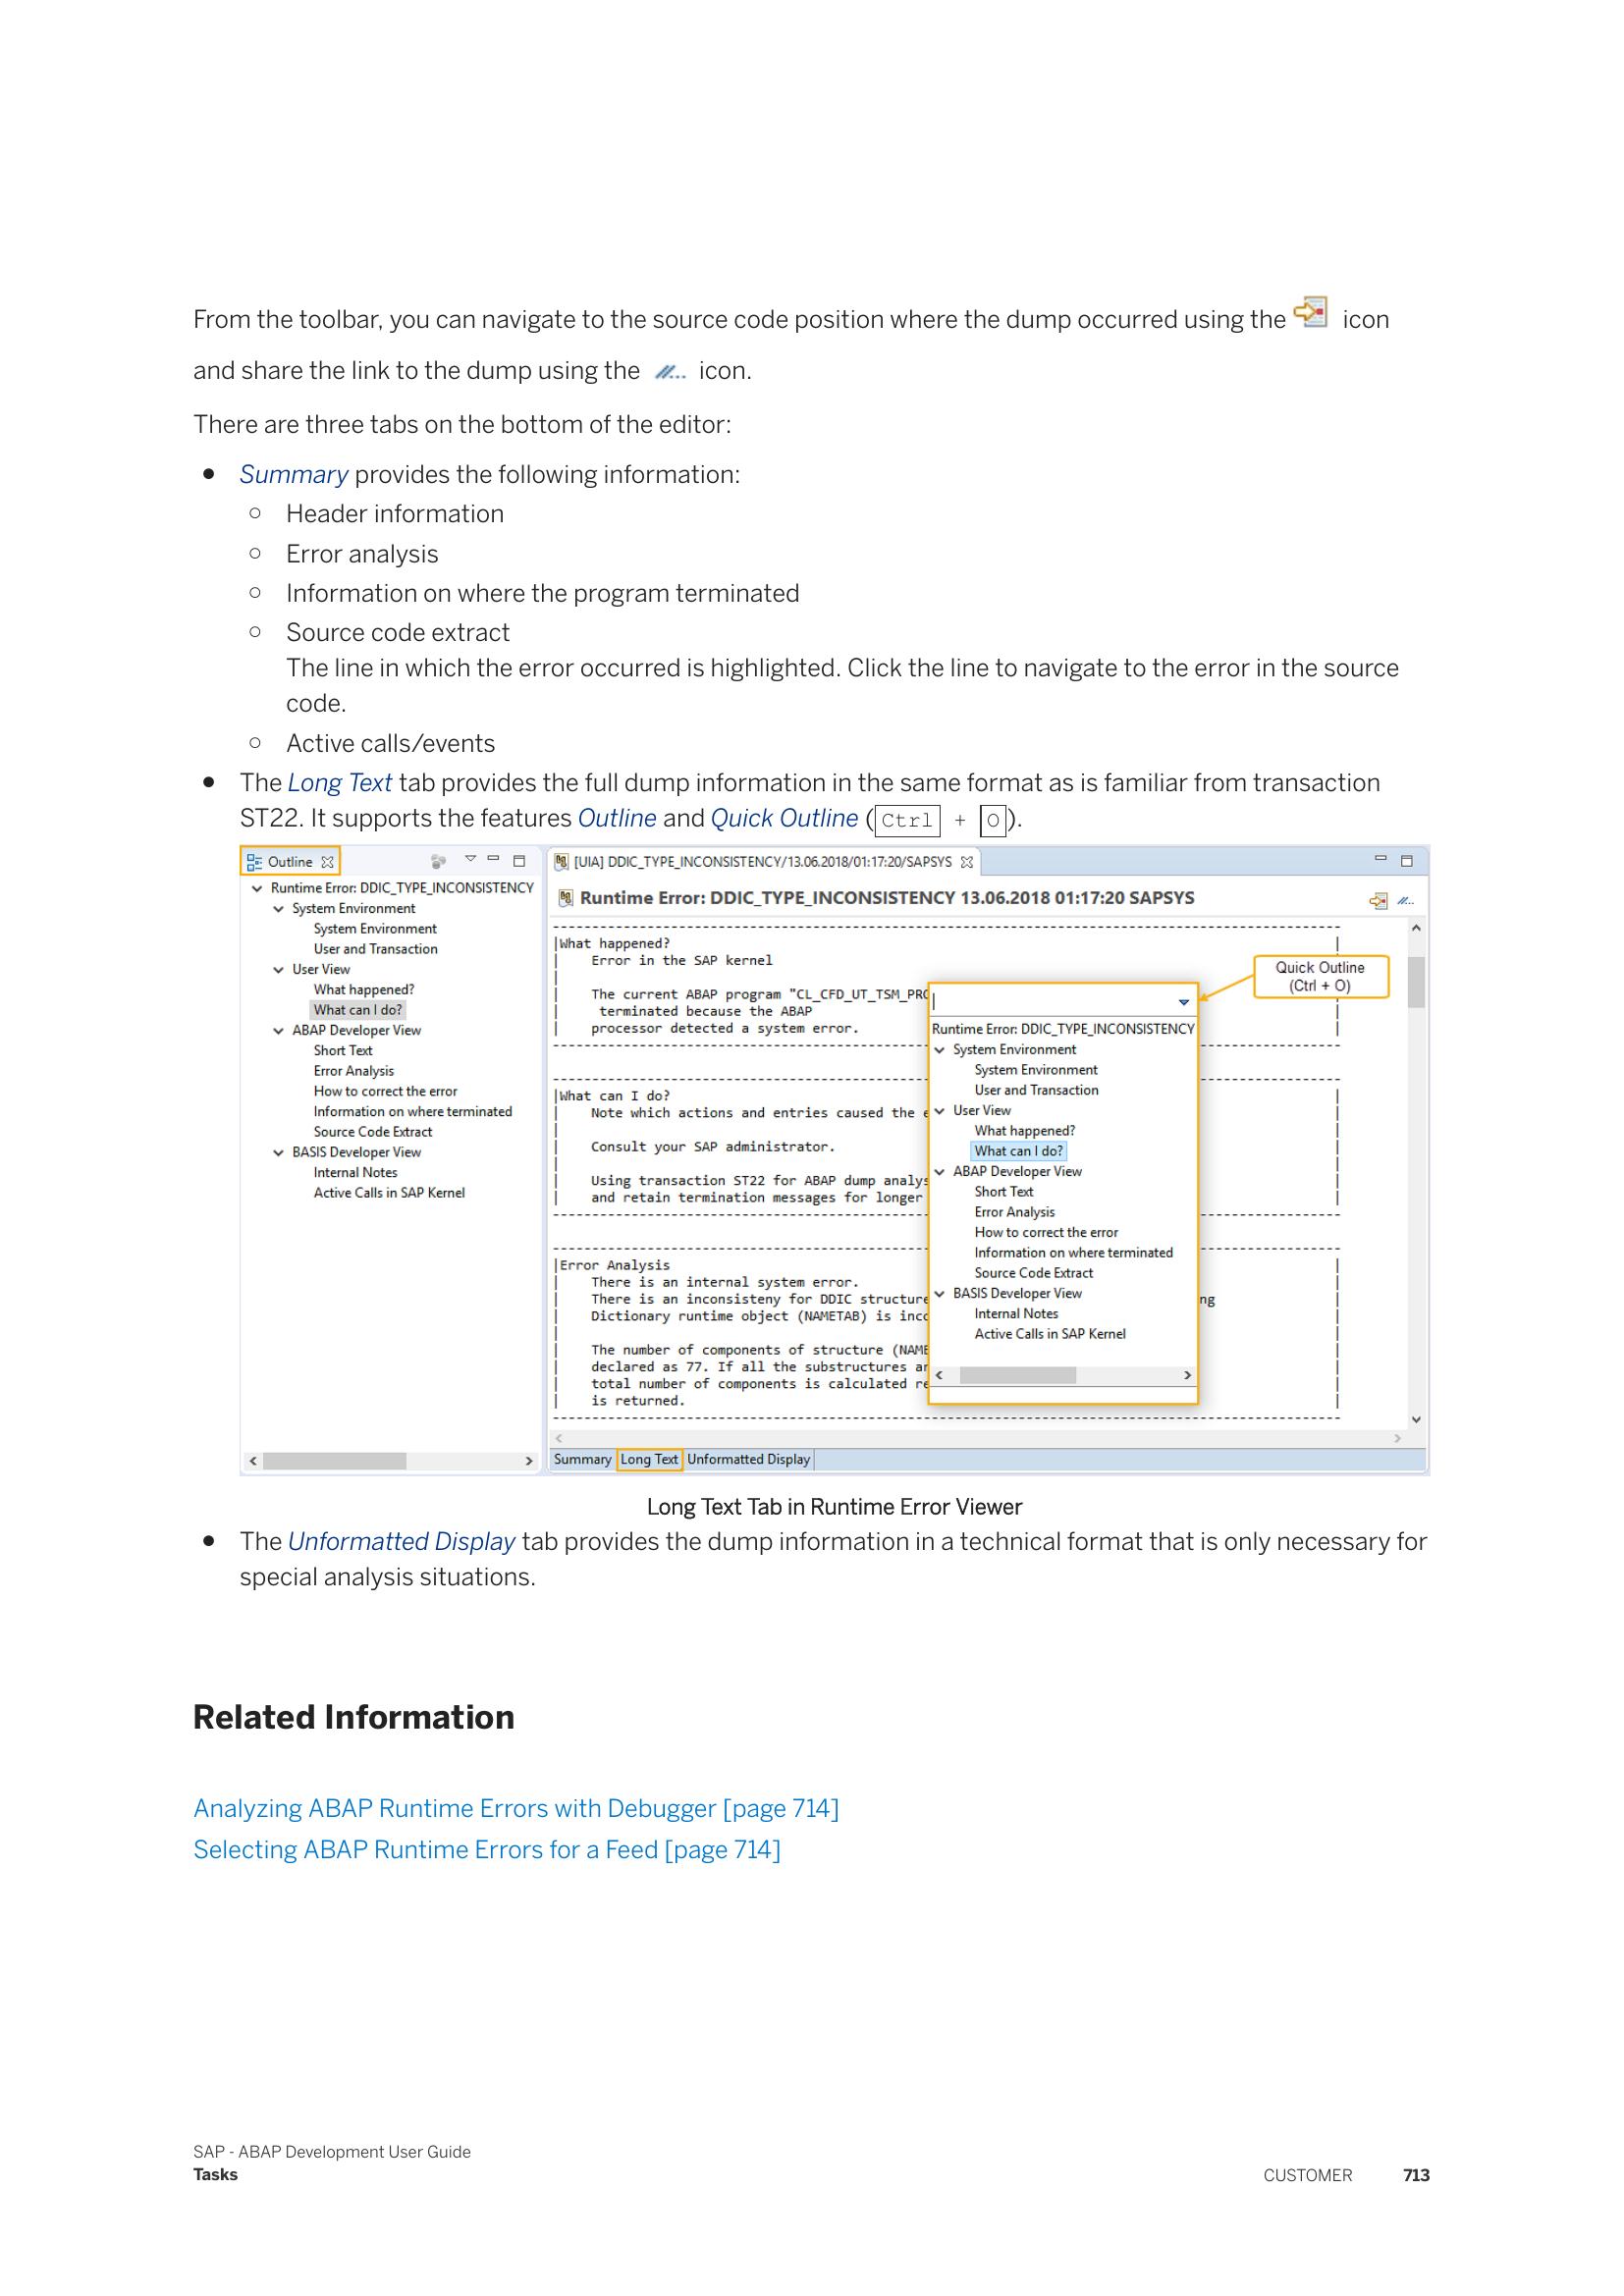 From the toolbar, you can navigate to the source code position where the dump occurred using the icon
and share the link to the dump using the icon.
There are three tabs on the bottom of the editor:
● Summary provides the following information:
○ Header information
○ Error analysis
○ Information on where the program terminated
○ Source code extract
The line in which the error occurred is highlighted. Click the line to navigate to the error in the source
code.
○ Active calls/events
● The Long Text tab provides the full dump information in the same format as is familiar from transaction
ST22. It supports the features Outline and Quick Outline (Ctrl + O).
Outline
Runtime Error: DDIC_TYPE_INCONSISTENCY
System Environment
System Environment
User and Transaction
User View
What happened?
What can I do?
ABAP Developer View
Short Text
Error Analysis
How to correct the error
Information on where terminated
Source Code Extract
BASIS Developer View
Internal Notes
Active Calls in SAP Kernel
[UIA] DDIC_TYPE_INCONSISTENCY/13.06.2018/01:17:20/SAPSYS
Runtime Error: DDIC_TYPE_INCONSISTENCY 13.06.2018 01:17:20 SAPSYS
|What happened?
Error in the SAP kernel
The current ABAP program "CL_CFD_UT_TSM_PRO
terminated because the ABAP
processor detected a system error.
|What can I do?
Note which actions and entries caused the e
Consult your SAP administrator.
Using transaction ST22 for ABAP dump analys
and retain termination messages for longer
|Error Analysis
There is an internal system error.
There is an inconsisteny for DDIC structure ng
Dictionary runtime object (NAMETAB) is inco
The number of components of structure (NAME
declared as 77. If all the substructures ar
total number of components is calculated re
is returned.
Quick Outline
(Ctrl + O)
Runtime Error: DDIC_TYPE_INCONSISTENCY
System Environment
System Environment
User and Transaction
User View
What happened?
What can I do?
ABAP Developer View
Short Text
Error Analysis
How to correct the error
Information on where terminated
Source Code Extract
BASIS Developer View
Internal Notes
Active Calls in SAP Kernel
Summary Long Text Unformatted Display
Long Text Tab in Runtime Error Viewer
● The Unformatted Display tab provides the dump information in a technical format that is only necessary for
special analysis situations.
Related Information
Analyzing ABAP Runtime Errors with Debugger [page 714]
Selecting ABAP Runtime Errors for a Feed [page 714]
SAP - ABAP Development User Guide
Tasks
CUSTOMER 713